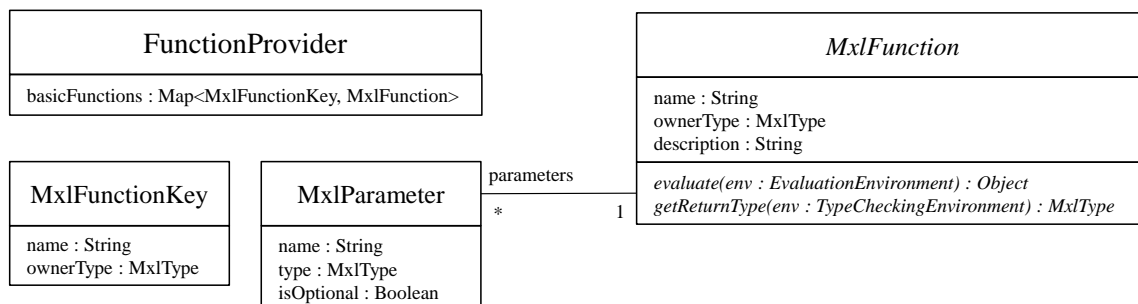 FunctionProvider
basicFunctions : Map<MxlFunctionKey, MxlFunction>
MxlFunction
name : String
ownerType : MxlType
description : String
evaluate(env : EvaluationEnvironment) : Object
getReturnType(env : TypeCheckingEnvironment) : MxlType
MxlFunctionKey
name : String
ownerType : MxlType
MxlParameter
name : String
type : MxlType
isOptional : Boolean
parameters
* 1